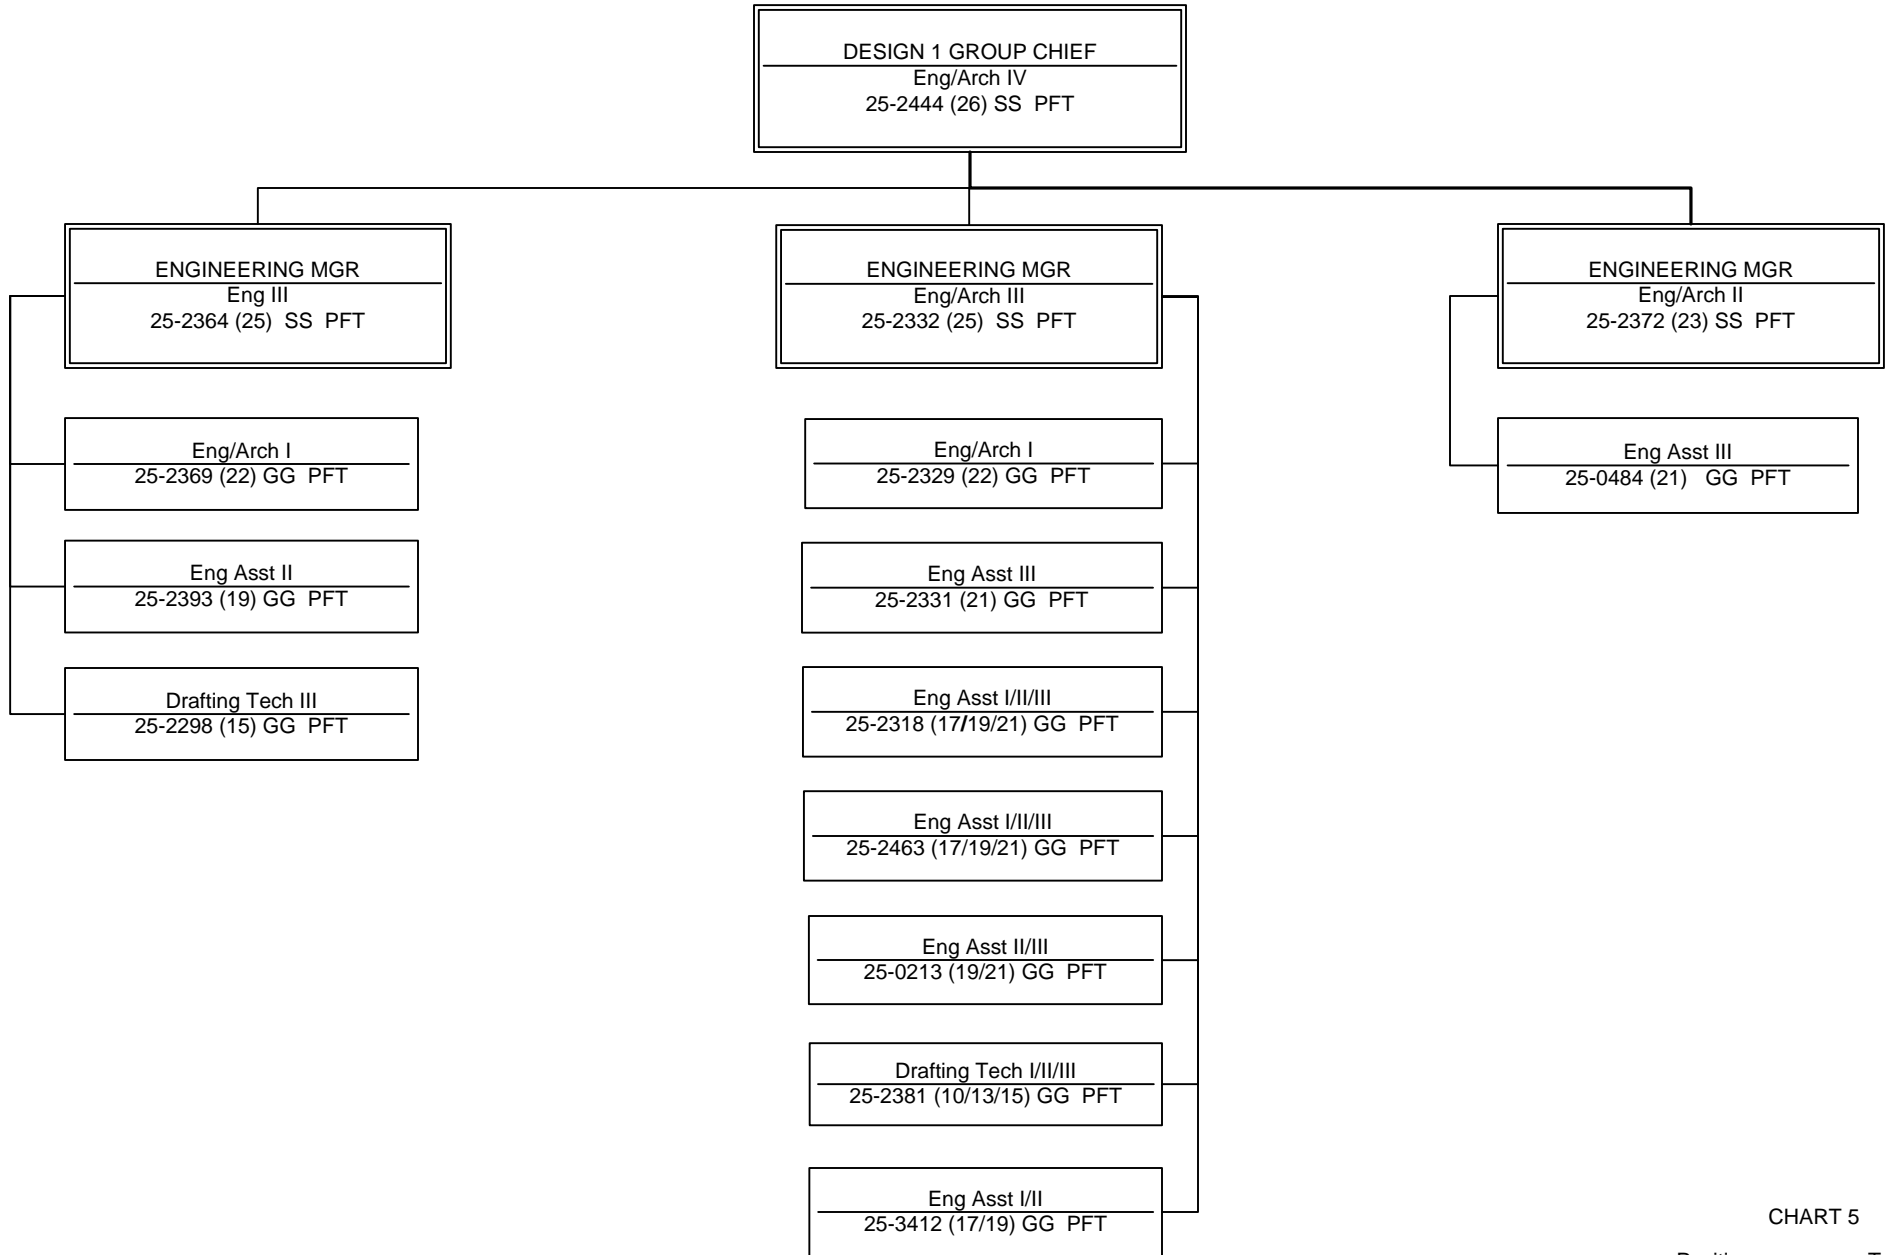 DESIGN 1 GROUP CHIEF
Eng/Arch IV
25-2444 (26) SS PFT
ENGINEERING MGR
Eng III
25-2364 (25) SS PFT
Eng/Arch I
25-2369 (22) GG PFT
Eng Asst II
25-2393 (19) GG PFT
Drafting Tech III
25-2298 (15) GG PFT
ENGINEERING MGR
Eng/Arch III
25-2332 (25) SS PFT
Eng/Arch I
25-2329 (22) GG PFT
Eng Asst III
25-2331 (21) GG PFT
Eng Asst I/II/III
25-2318 (17/19/21) GG PFT
Eng Asst I/II/III
25-2463 (17/19/21) GG PFT
Eng Asst II/III
25-0213 (19/21) GG PFT
Drafting Tech I/II/III
25-2381 (10/13/15) GG PFT
Eng Asst I/II
25-3412 (17/19) GG PFT
ENGINEERING MGR
Eng/Arch II
25-2372 (23) SS PFT
Eng Asst III
25-0484 (21) GG PFT
CHART 5